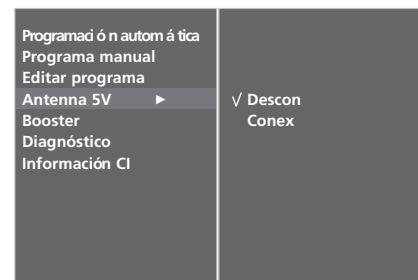 Programación automática
Programa manual
Editar programa
Antenna 5V ►
√ Descon
Booster
Conex
Diagnóstico
Información CI